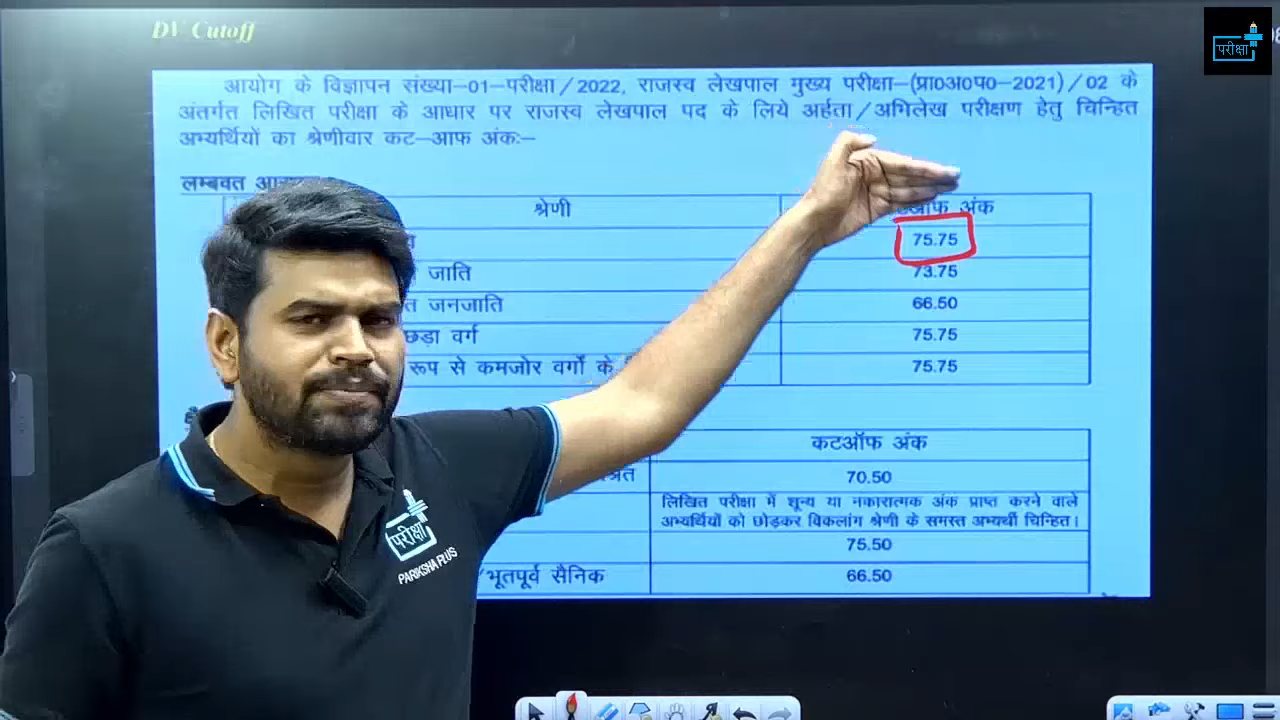 DV Cutoff
परीक्षा
आयोग के विज्ञापन संख्या–01–परीक्षा/2022, राजस्व लेखपाल मुख्य परीक्षा–(प्रा0अ0प0–2021)/02 के
अंतर्गत लिखित परीक्षा के आधार पर राजस्व लेखपाल पद के लिये अर्हता/अभिलेख परीक्षण हेतु चिन्हित
अभ्यर्थियों का श्रेणीवार कट–आफ अंकः–
लम्बवत
श्रेणी अंक
75.75
जाति 73.75
त जनजाति 66.50
छड़ा वर्ग 75.75
रूप से कमजोर वर्गों के 75.75
कटऑफ अंक
70.50
लिखित परीक्षा में शून्य या नकारात्मक अंक प्राप्त करने वाले
अभ्यर्थियों को छोड़कर विकलांग श्रेणी के समस्त अभ्यर्थी चिन्हित।
75.50
/भूतपूर्व सैनिक 66.50
परीक्षा
PARIKSHA PLUS